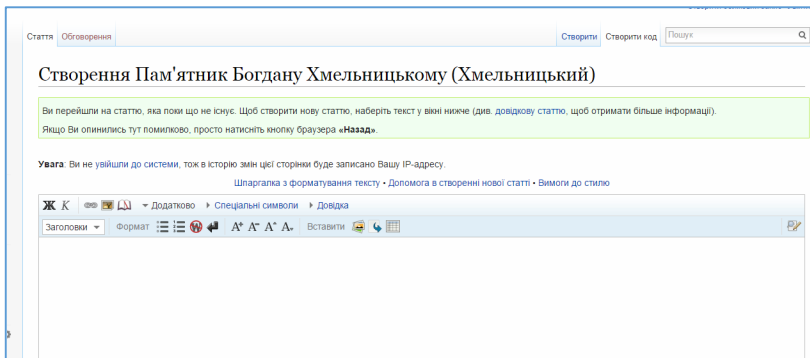 Стаття Обговорення Створити Створити код Пошук
Створення Пам'ятник Богдану Хмельницькому (Хмельницький)
Ви перейшли на статтю, яка поки що не існує. Щоб створити нову статтю, наберіть текст у вікні нижче (див. довідкову статтю, щоб отримати більше інформації).
Якщо Ви опинились тут помилково, просто натисніть кнопку браузера «Назад».
Увага: Ви не увійшли до системи, тож в історію змін цієї сторінки буде записано Вашу IP-адресу.
Шпаргалка з форматування тексту • Допомога в створенні нової статті • Вимоги до стилю
Ж К Додатково Спеціальні символи Довідка
Заголовки Формат W A+ A- A˄ A˅ Вставити